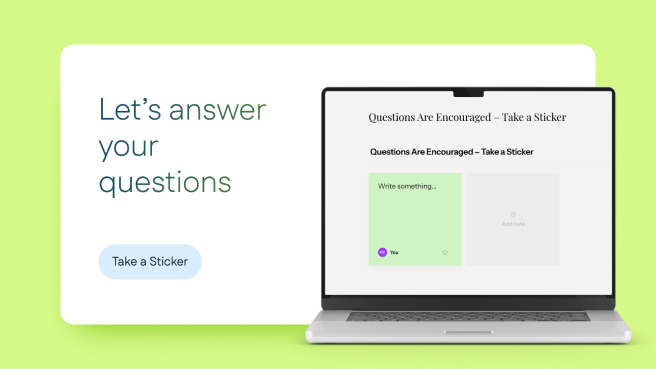 Let’s answer
your
questions
Take a Sticker
Questions Are Encouraged – Take a Sticker
Questions Are Encouraged – Take a Sticker
Write something...
You
Add note